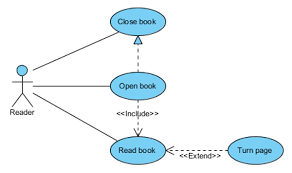 Close book
Open book
Reader
<<Include>>
Read book
Turn page
<<Extend>>